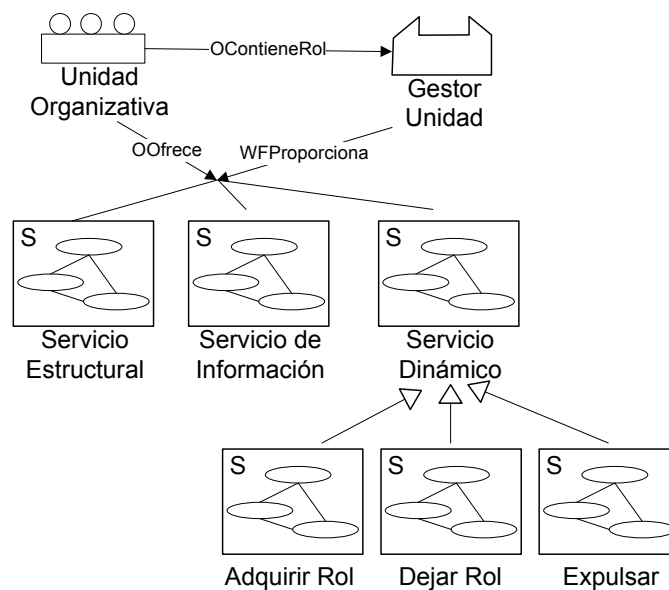 OContieneRol
Unidad
Organizativa
Gestor
Unidad
OOfrece
WFProporciona
S
S
S
Servicio
Estructural
Servicio de
Información
Servicio
Dinámico
S
S
S
Adquirir Rol
Dejar Rol
Expulsar